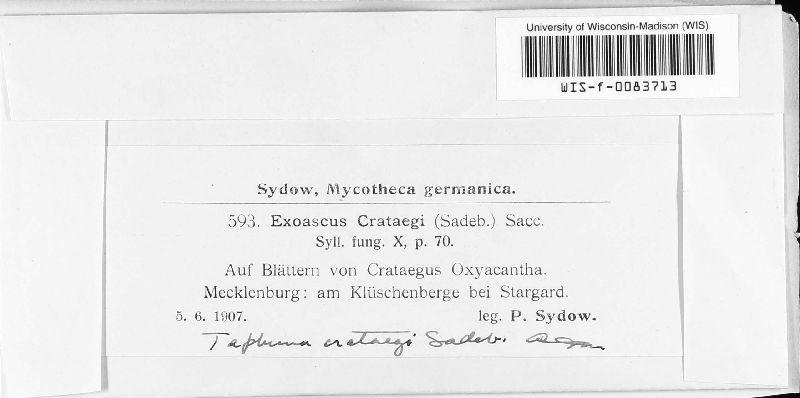 University of Wisconsin-Madison (WIS)
WIS-f-0083713
Sydow, Mycotheca germanica.
593. Exoascus Crataegi (Sadeb.) Sacc.
Syll. fung. X, p. 70.
Auf Blättern von Crataegus Oxyacantha.
Mecklenburg: am Klüschenberge bei Stargard.
5. 6. 1907. leg. P. Sydow.
Taphrina crataegi Sadeb.